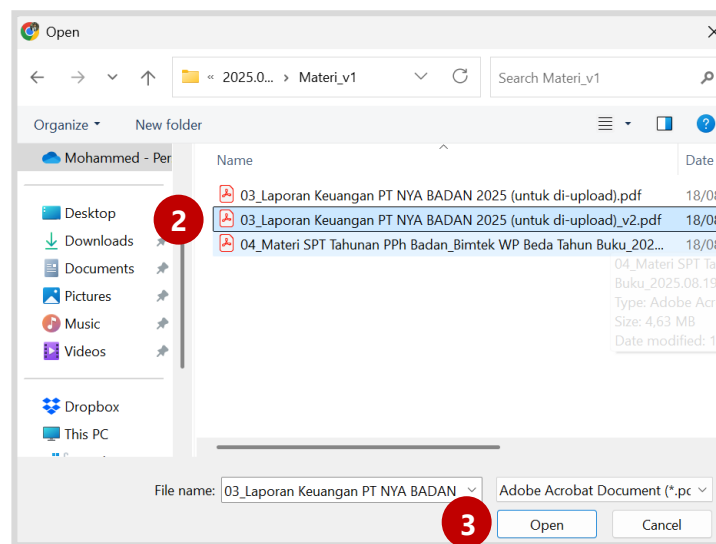 Open
« 2025.0... › Materi_v1
Search Materi_v1
Organize
New folder
Mohammed - Per
Name
Date
03_Laporan Keuangan PT NYA BADAN 2025 (untuk di-upload).pdf
18/08
2
03_Laporan Keuangan PT NYA BADAN 2025 (untuk di-upload)_v2.pdf
18/08
04_Materi SPT Tahunan PPh Badan_Bimtek WP Beda Tahun Buku_202...
18/08
04_Materi SPT Ta
Buku_2025.08.19
Type: Adobe Acr
Size: 4,63 MB
Date modified: 1
Desktop
Downloads
Documents
Pictures
Music
Videos
Dropbox
This PC
File name:
03_Laporan Keuangan PT NYA BADAN
Adobe Acrobat Document (*.pc
3
Open
Cancel